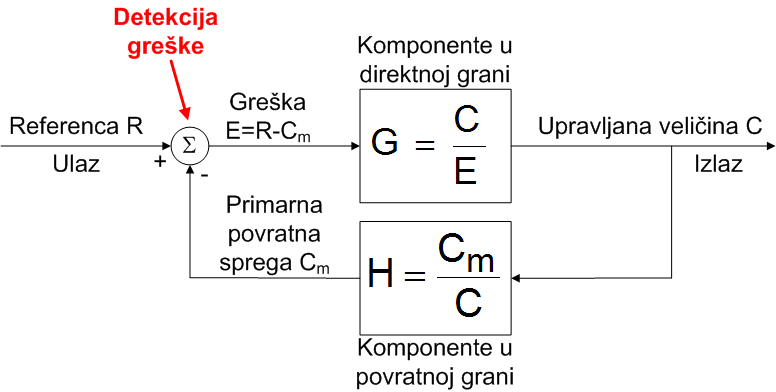 Detekcija
greške
Komponente u
direktnoj grani
Referenca R
Ulaz
+
Σ
-
Greška
E=R-Cm
G = C/E
Upravljana veličina C
Izlaz
Primarna
povratna
sprega Cm
H = Cm/C
Komponente u
povratnoj grani